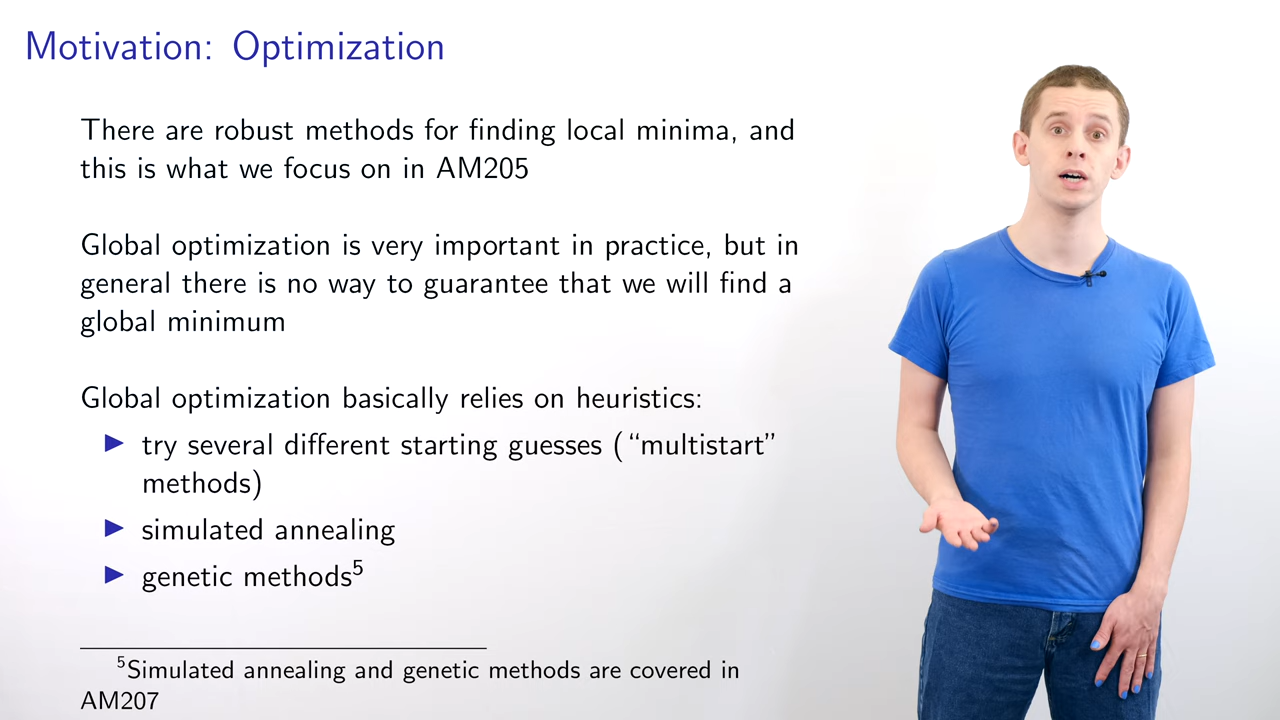 Motivation: Optimization
There are robust methods for finding local minima, and
this is what we focus on in AM205
Global optimization is very important in practice, but in
general there is no way to guarantee that we will find a
global minimum
Global optimization basically relies on heuristics:
▶ try several different starting guesses (“multistart”
methods)
▶ simulated annealing
▶ genetic methods⁵
⁵Simulated annealing and genetic methods are covered in
AM207